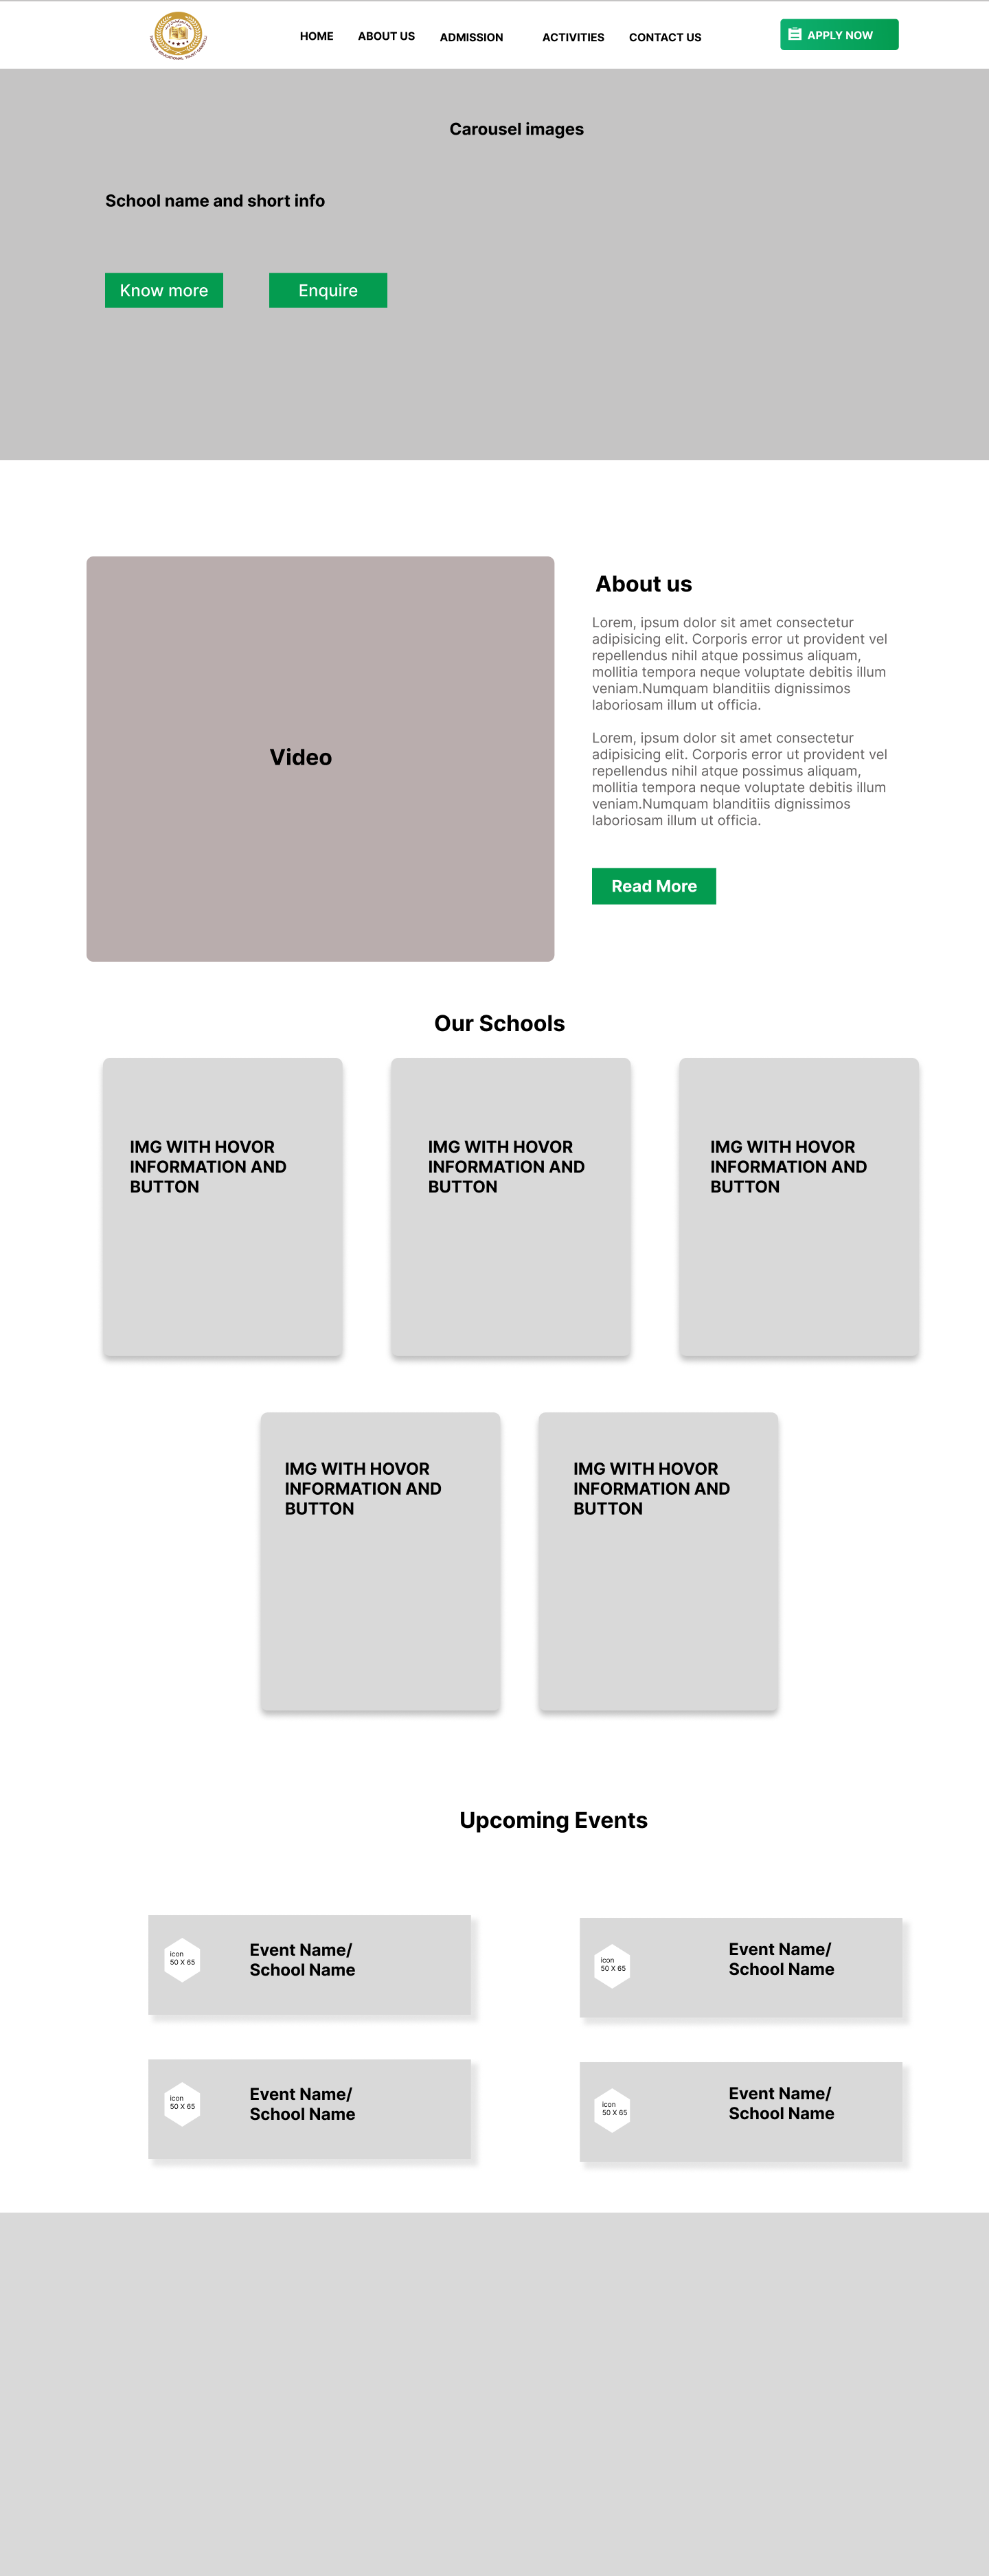 HOME
ABOUT US
ADMISSION
ACTIVITIES
CONTACT US
APPLY NOW
EDUCATIONAL TRUST
Carousel images
School name and short info
Know more
Enquire
Video
About us
Lorem, ipsum dolor sit amet consectetur
adipisicing elit. Corporis error ut provident vel
repellendus nihil atque possimus aliquam,
mollitia tempora neque voluptate debitis illum
veniam.Numquam blanditiis dignissimos
laboriosam illum ut officia.
Lorem, ipsum dolor sit amet consectetur
adipisicing elit. Corporis error ut provident vel
repellendus nihil atque possimus aliquam,
mollitia tempora neque voluptate debitis illum
veniam.Numquam blanditiis dignissimos
laboriosam illum ut officia.
Read More
Our Schools
IMG WITH HOVOR
INFORMATION AND
BUTTON
IMG WITH HOVOR
INFORMATION AND
BUTTON
IMG WITH HOVOR
INFORMATION AND
BUTTON
IMG WITH HOVOR
INFORMATION AND
BUTTON
IMG WITH HOVOR
INFORMATION AND
BUTTON
Upcoming Events
icon
50 X 65
Event Name/
School Name
icon
50 X 65
Event Name/
School Name
icon
50 X 65
Event Name/
School Name
icon
50 X 65
Event Name/
School Name